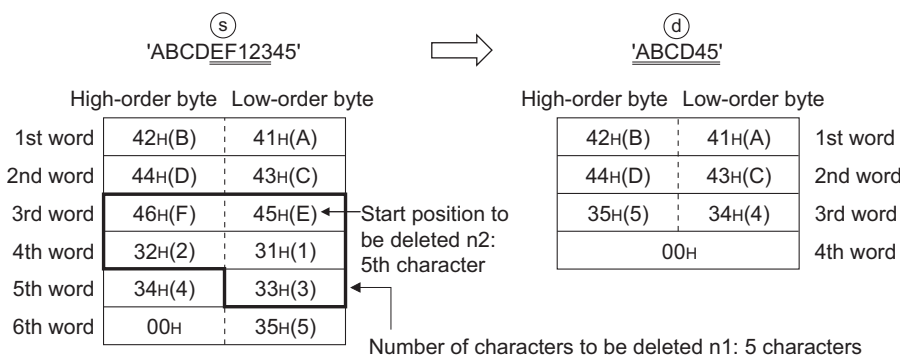 s
d
'ABCDEF12345'
'ABCD45'
High-order byte Low-order byte
High-order byte Low-order byte
1st word 42H(B) 41H(A)
42H(B) 41H(A) 1st word
2nd word 44H(D) 43H(C)
44H(D) 43H(C) 2nd word
3rd word 46H(F) 45H(E)
Start position to
be deleted n2:
5th character
35H(5) 34H(4) 3rd word
4th word 32H(2) 31H(1)
00H 4th word
5th word 34H(4) 33H(3)
6th word 00H 35H(5)
Number of characters to be deleted n1: 5 characters